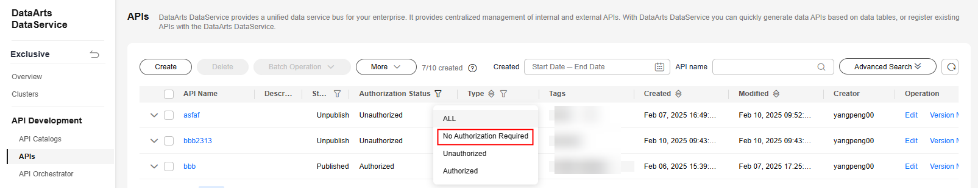 DataArts
DataService
Exclusive
Overview
Clusters
API Development
API Catalogs
APIs
API Orchestrator
APIs
DataArts DataService provides a unified data service bus for your enterprise. It provides centralized management of internal and external APIs. With DataArts DataService you can quickly generate data APIs based on data tables, or register existing
APIs with the DataArts DataService.
Create Delete Batch Operation More 7/10 created Created Start Date – End Date API name Advanced Search
API Name Descr... St... Authorization Status Type Tags Created Modified Creator Operation
asfaf Unpublish Unauthorized Feb 07, 2025 16:49:... Feb 10, 2025 09:52:... yangpeng00 Edit Version
bbb2313 Unpublish Unauthorized Feb 10, 2025 09:43:... Feb 10, 2025 09:43:... yangpeng00 Edit Version
bbb Published Authorized Feb 06, 2025 15:39:... Feb 07, 2025 17:25:... yangpeng00 Edit Version
ALL
No Authorization Required
Unauthorized
Authorized